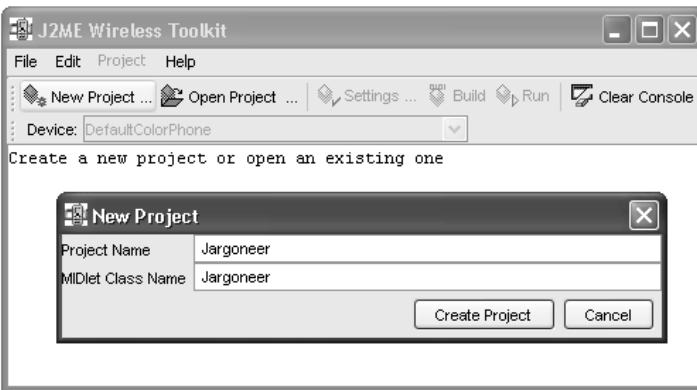 J2ME Wireless Toolkit
File Edit Project Help
New Project ... Open Project ... Settings ... Build Run Clear Console
Device: DefaultColorPhone
Create a new project or open an existing one
New Project
Project Name Jargoneer
MIDlet Class Name Jargoneer
Create Project Cancel